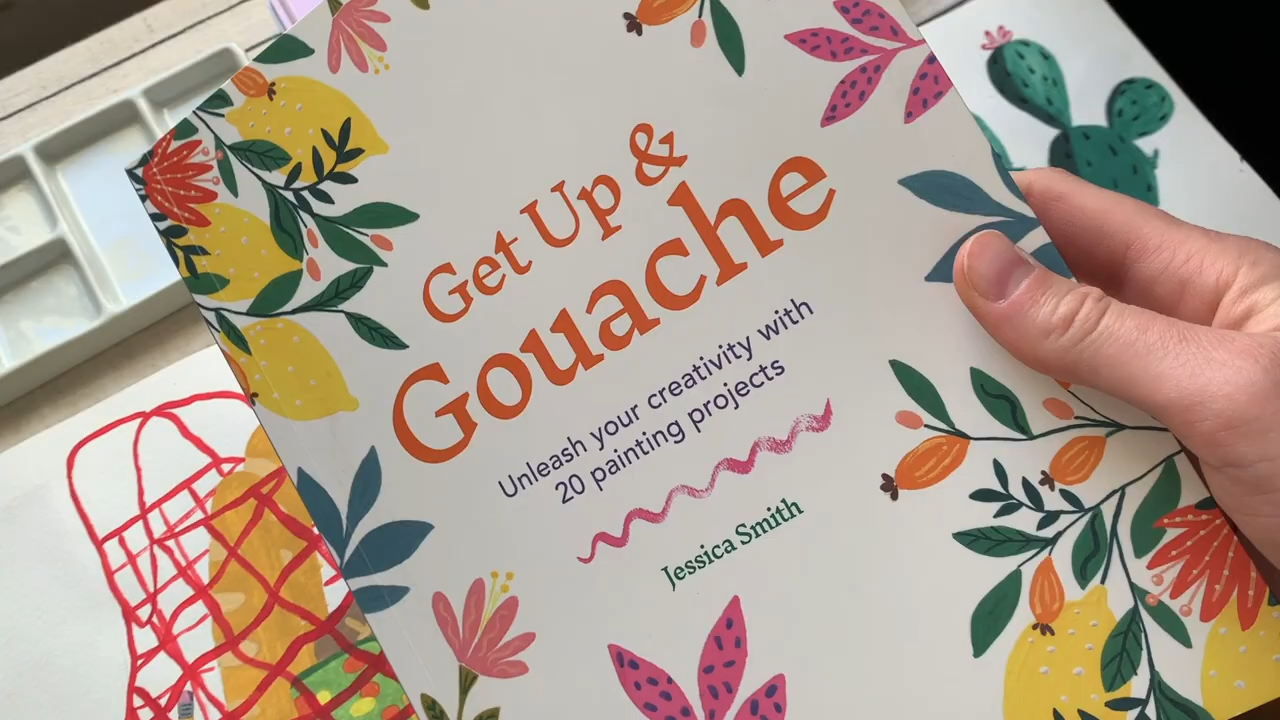 Get Up &
Gouache
Unleash your creativity with
20 painting projects
Jessica Smith